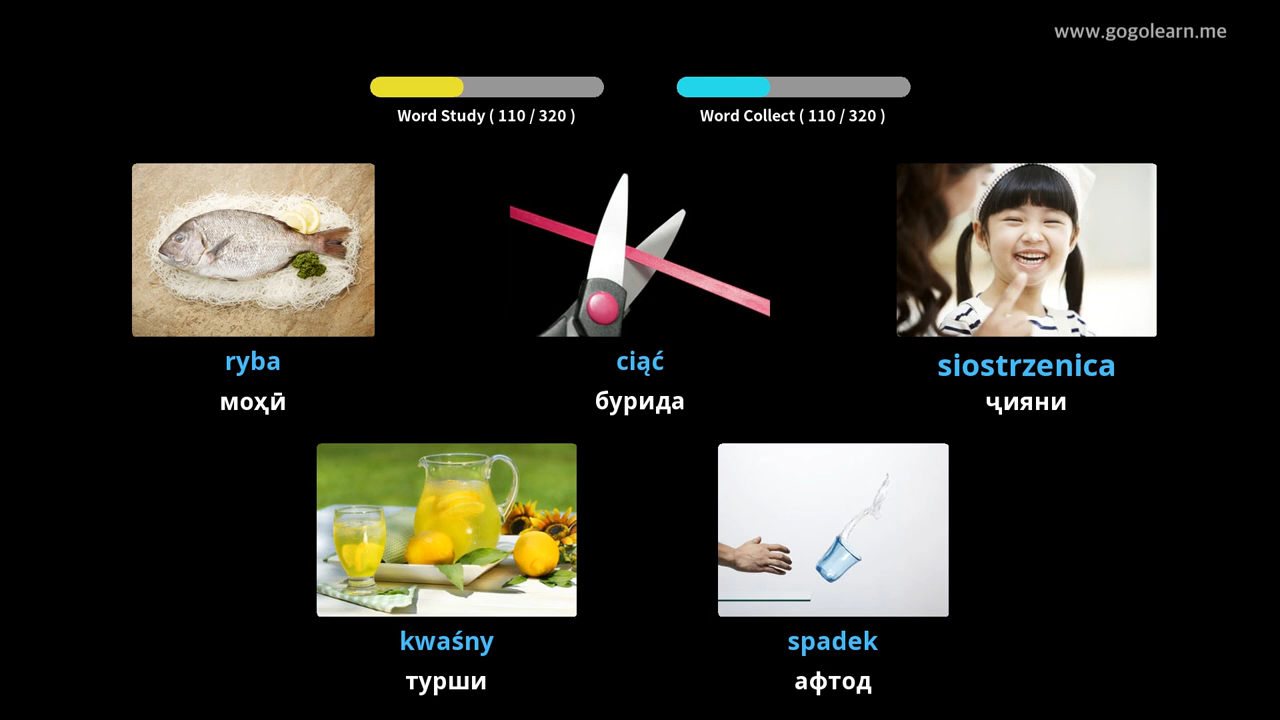 www.gogolearn.me
Word Study ( 110 / 320 )
Word Collect ( 110 / 320 )
ryba
ciąć
siostrzenica
моҳӣ
бурида
ҷияни
kwaśny
spadek
турши
афтод